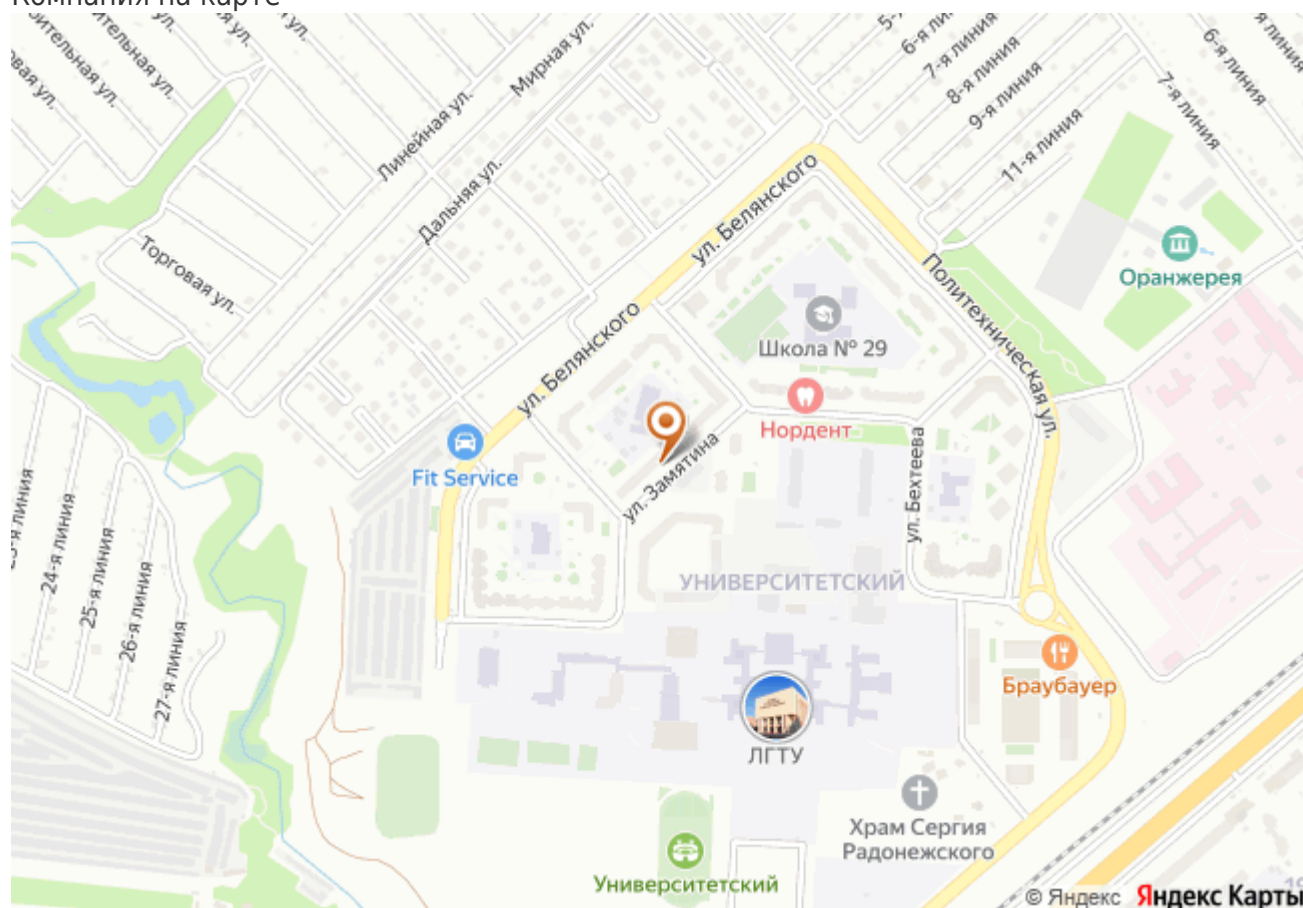 Компания на карте
Мирная ул.
Линейная ул.
Дальняя ул.
Торговая ул.
6-я линия
7-я линия
8-я линия
9-я линия
11-я линия
6-я линия
7-я линия
ул. Белянского
ул. Белянского
Политехническая ул.
Оранжерея
Школа № 29
Нордент
Fit Service
ул. Замятина
ул. Бехтеева
24-я линия
25-я линия
26-я линия
27-я линия
УНИВЕРСИТЕТСКИЙ
Браубауер
ЛГТУ
Храм Сергия
Радонежского
Университетский
© Яндекс Яндекс Карты